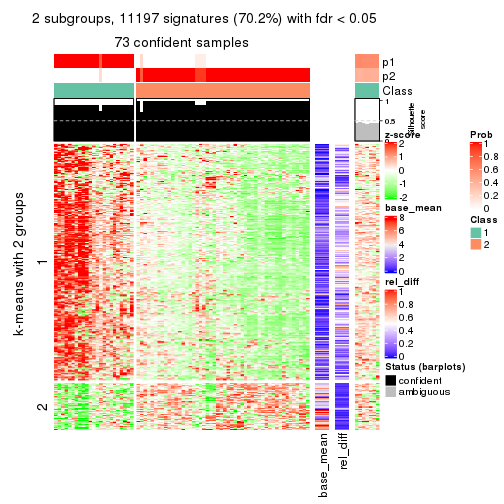 2 subgroups, 11197 signatures (70.2%) with fdr < 0.05
73 confident samples
p1
p2
Class
1
0.5
0
Silhouette
score
k-means with 2 groups
1
2
base_mean
rel_diff
z-score
2
1
0
-1
-2
base_mean
8
6
4
2
0
rel_diff
1
0.8
0.6
0.4
0.2
0
Status (barplots)
confident
ambiguous
Prob
1
0.8
0.6
0.4
0.2
0
Class
1
2